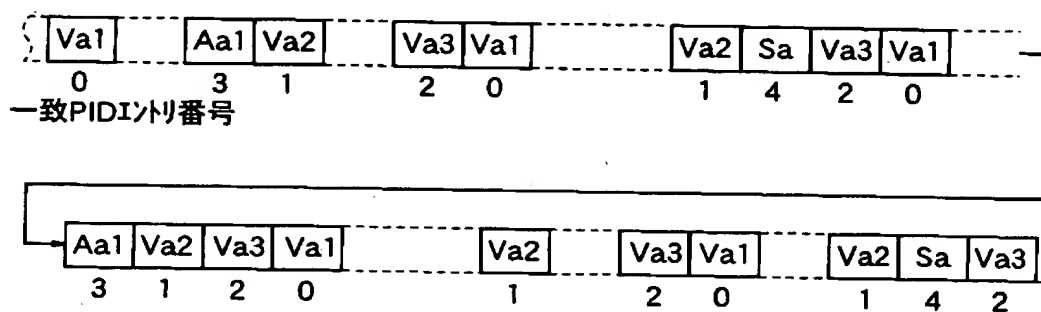 Va1 Aa1 Va2 Va3 Va1 Va2 Sa Va3 Va1
0 3 1 2 0 1 4 2 0
一致PIDエントリ番号
Aa1 Va2 Va3 Va1 Va2 Va3 Va1 Va2 Sa Va3
3 1 2 0 1 2 0 1 4 2